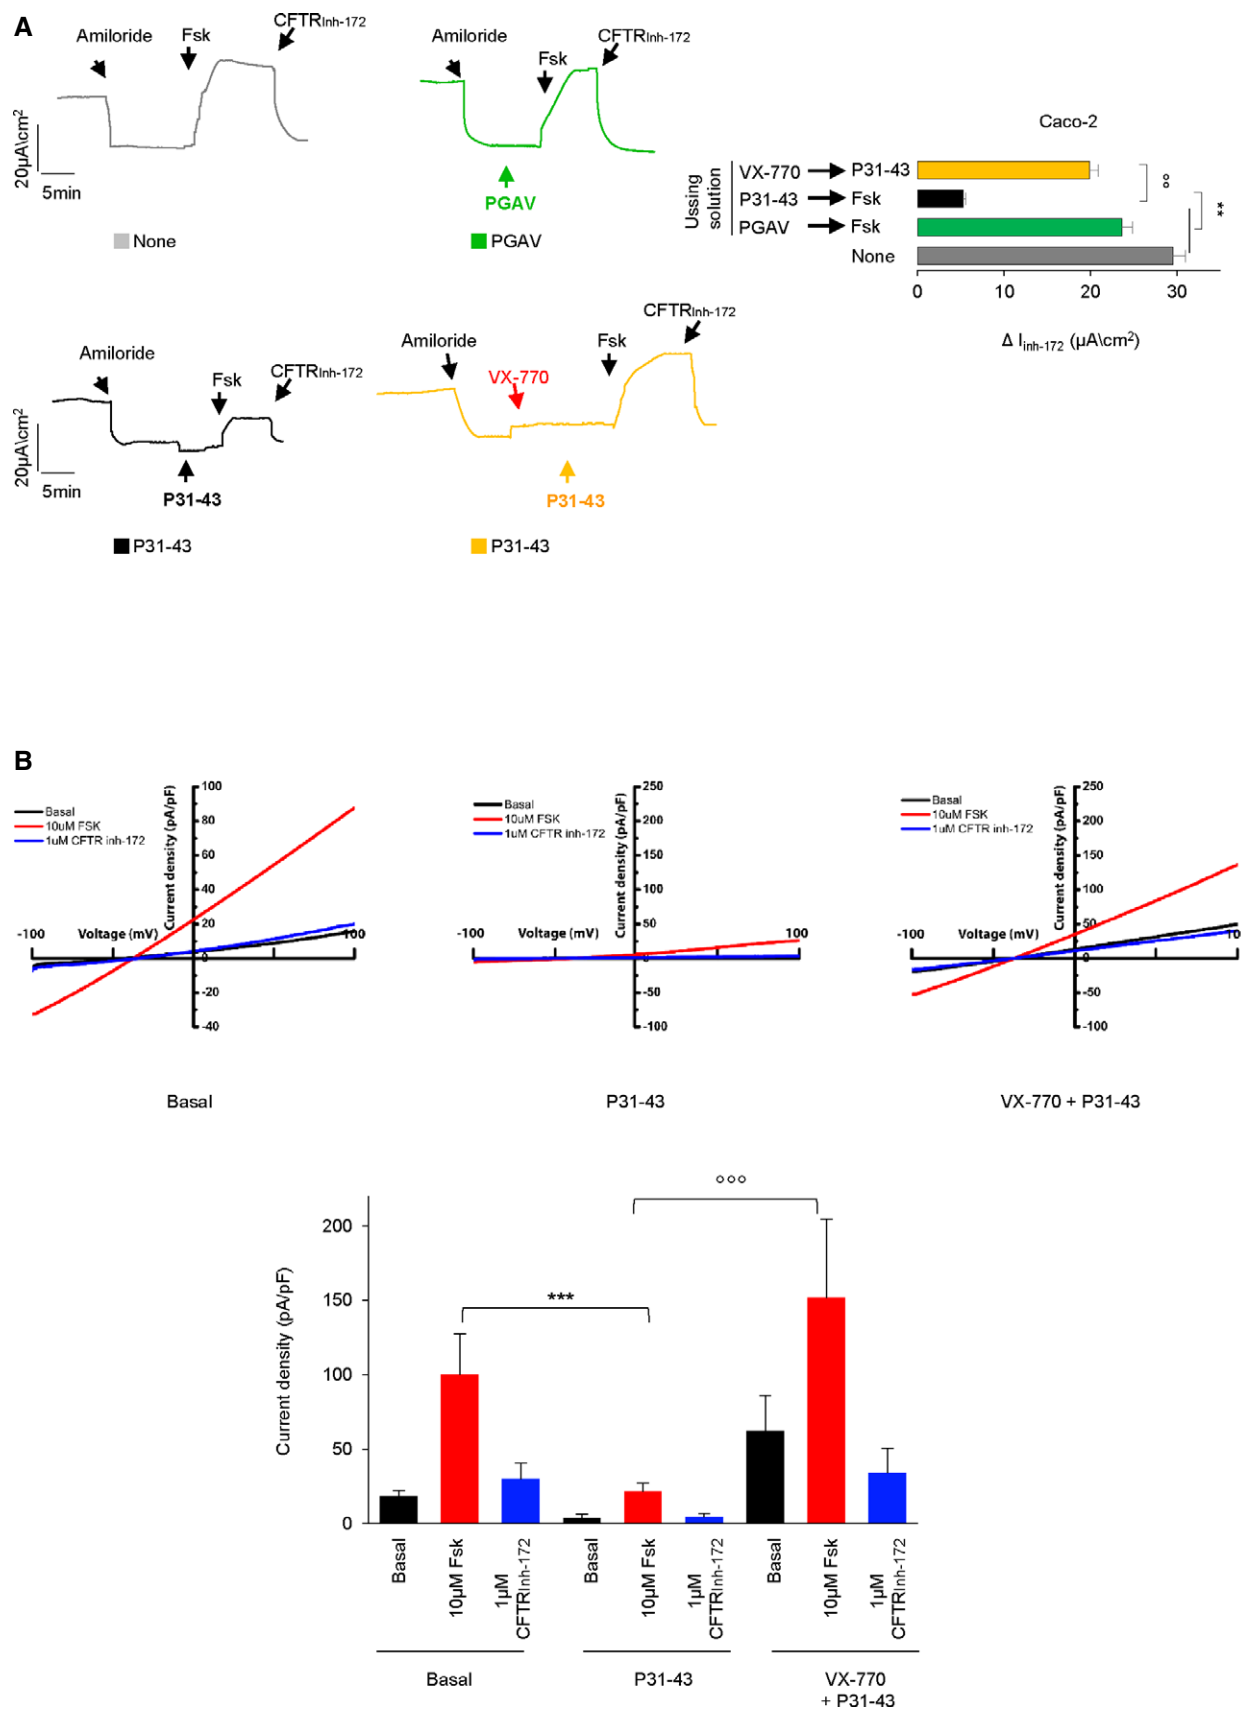 A
Amiloride
Fsk
CFTRInh-172
20µA\cm2
5min
None
Amiloride
Fsk
CFTRInh-172
PGAV
PGAV
Caco-2
Ussing
solution
VX-770
P31-43
P31-43
Fsk
PGAV
Fsk
None
°°
**
0
10
20
30
Δ Iinh-172 (µA\cm2)
Amiloride
Fsk
CFTRInh-172
20µA\cm2
5min
P31-43
P31-43
Amiloride
VX-770
Fsk
CFTRInh-172
P31-43
P31-43
B
Basal
10uM FSK
1uM CFTR inh-172
Current density (pA/pF)
Voltage (mV)
-100
100
100
80
60
40
20
0
-20
-40
Basal
Basal
10uM FSK
1uM CFTR inh-172
Current density (pA/pF)
Voltage (mV)
-100
100
250
200
150
100
50
0
-50
-100
P31-43
Basal
10uM FSK
1uM CFTR inh-172
Current density (pA/pF)
Voltage (mV)
-100
100
250
200
150
100
50
0
-50
-100
VX-770 + P31-43
Current density (pA/pF)
200
150
100
50
0
***
°°°
Basal
10µM Fsk
1µM
CFTRInh-172
Basal
10µM Fsk
1µM
CFTRInh-172
Basal
10µM Fsk
1µM
CFTRInh-172
Basal
P31-43
VX-770
+ P31-43